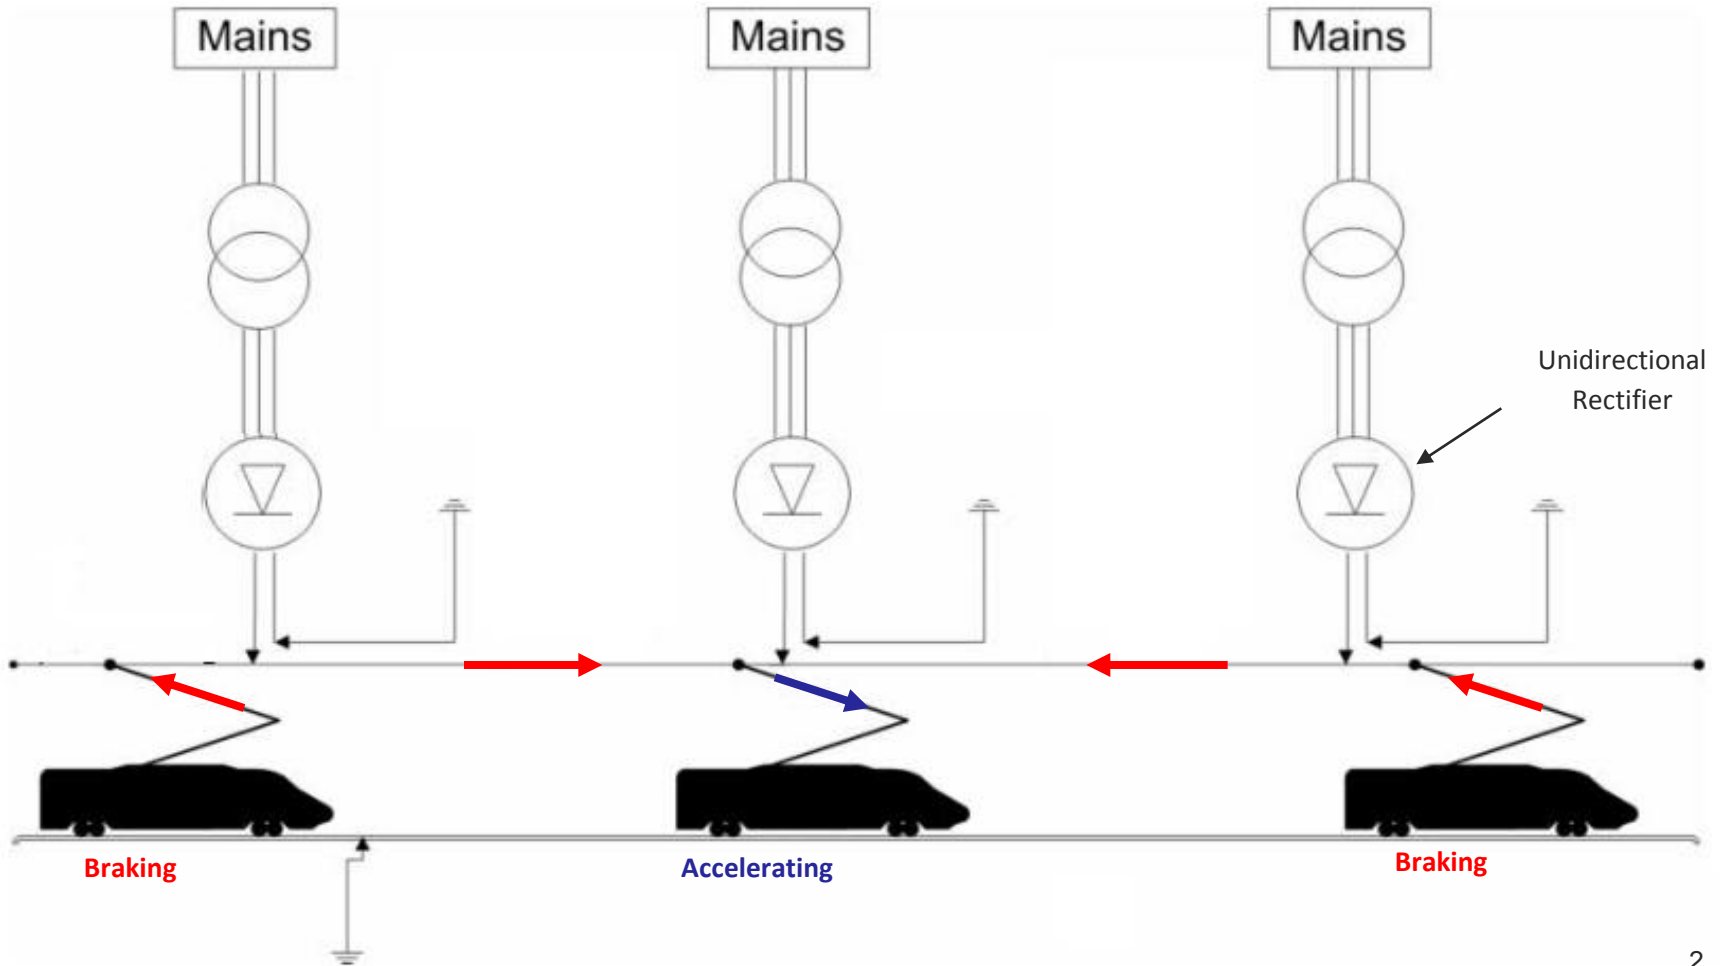 Mains
Mains
Mains
Unidirectional
Rectifier
Braking
Accelerating
Braking
2